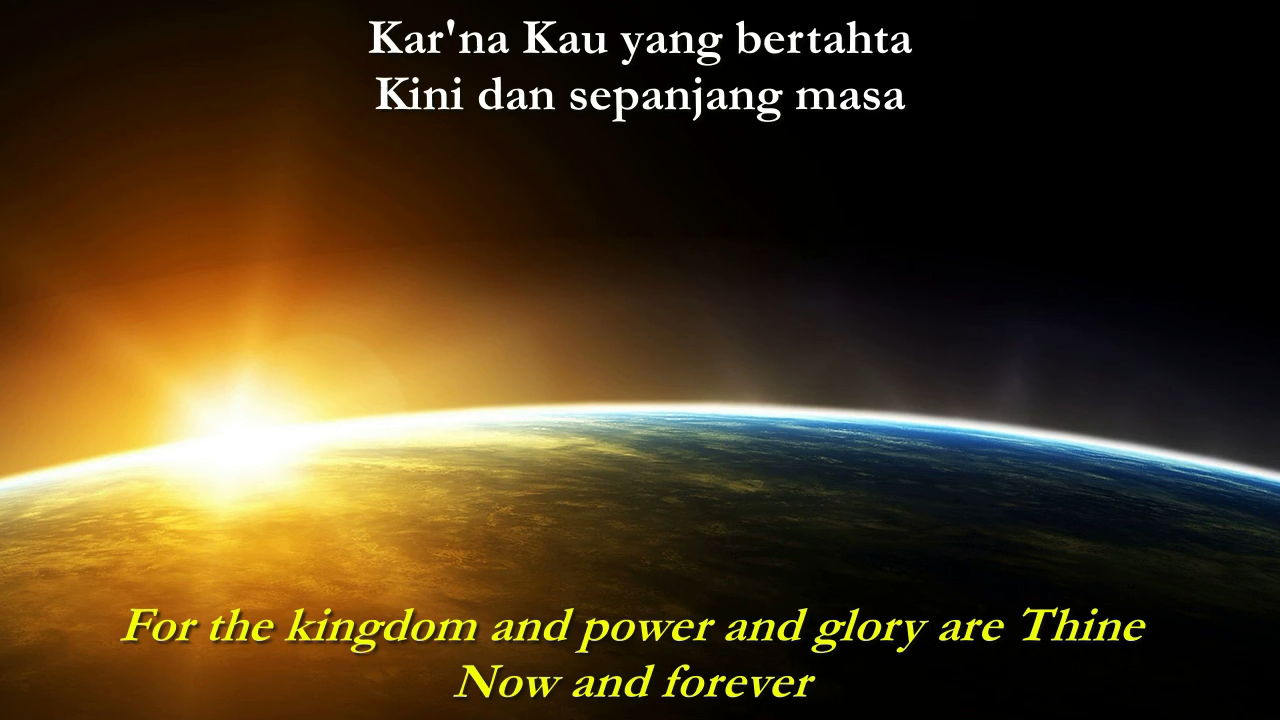 Kar'na Kau yang bertahta
Kini dan sepanjang masa
For the kingdom and power and glory are Thine
Now and forever